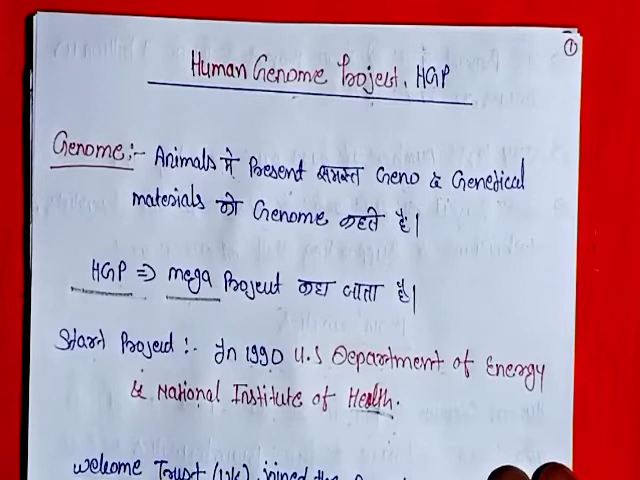 ①
Human Genome Project. HGP
Genome:- Animals में Present समस्त Geno & Genetical
materials को Genome कहते है।
HGP => mega Project कहा जाता है।
Start Project :- In 1990 U.S Department of Energy
& National Institute of Health.
Welcome Trust (UK) joined the